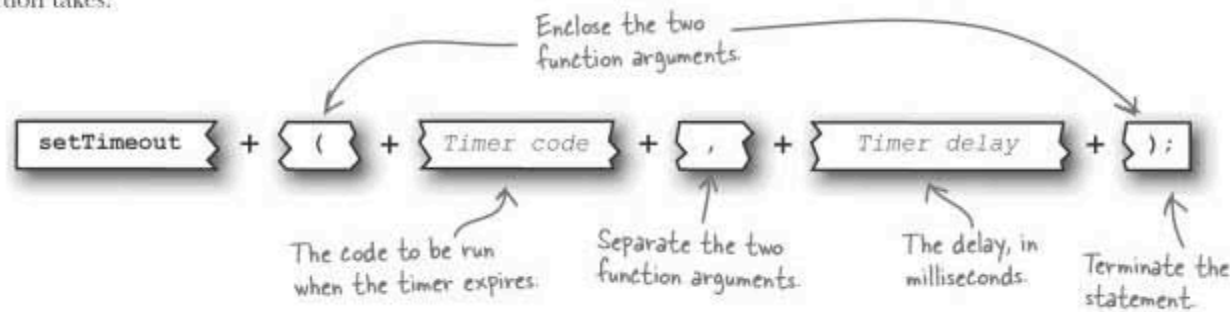 takes.
Enclose the two
function arguments.
setTimeout + ( + Timer code + , + Timer delay + );
The code to be run
when the timer expires.
Separate the two
function arguments.
The delay, in
milliseconds.
Terminate the
statement.